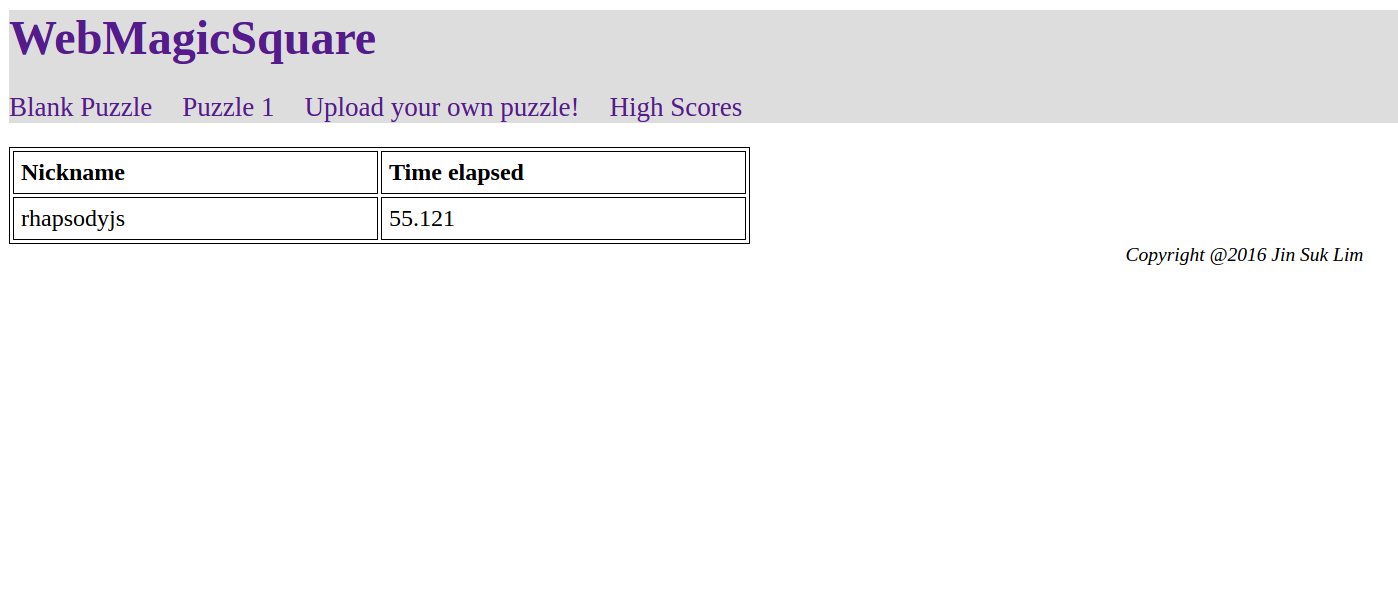 WebMagicSquare
Blank Puzzle Puzzle 1 Upload your own puzzle! High Scores
Nickname Time elapsed
rhapsodyjs 55.121
Copyright @2016 Jin Suk Lim